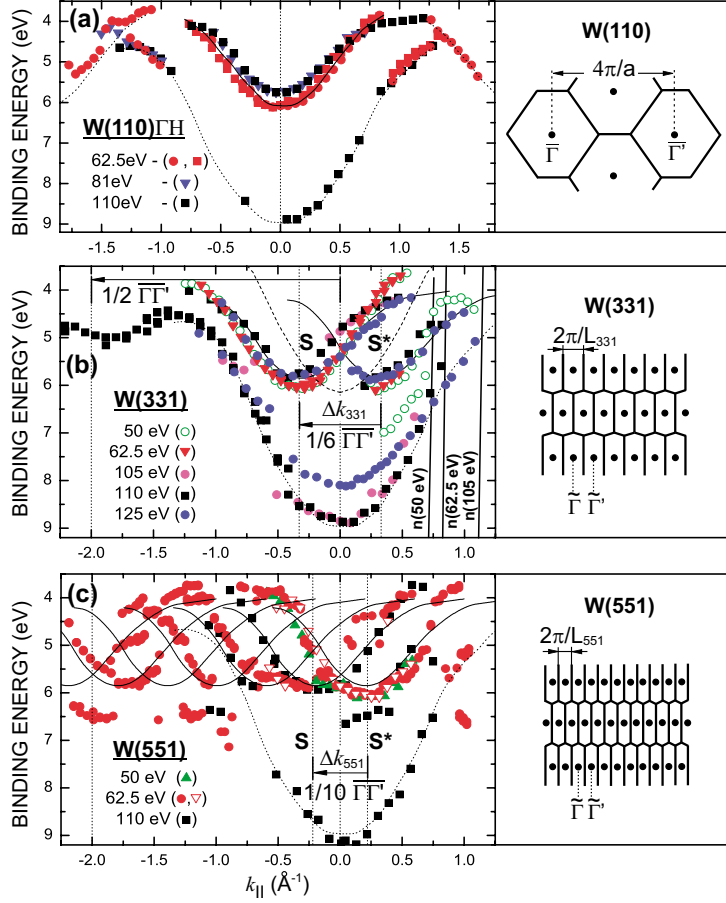 (a)
BINDING ENERGY (eV)
4
5
6
7
8
9
W(110)ΓH
62.5eV - ( , )
81eV - ( )
110eV - ( )
-1.5
-1.0
-0.5
0.0
0.5
1.0
1.5
W(110)
4π/a
Γ
Γ'
(b)
BINDING ENERGY (eV)
4
5
6
7
8
9
1/2 ΓΓ'
S
S*
Δk331
1/6 ΓΓ'
W(331)
50 eV ( )
62.5 eV ( )
105 eV ( )
110 eV ( )
125 eV ( )
n(50 eV)
n(62.5 eV)
n(105 eV)
-2.0
-1.5
-1.0
-0.5
0.0
0.5
1.0
W(331)
2π/L331
Γ
Γ'
(c)
BINDING ENERGY (eV)
4
5
6
7
8
9
S
S*
Δk551
1/10 ΓΓ'
W(551)
50 eV ( )
62.5 eV ( , )
110 eV ( )
-2.0
-1.5
-1.0
-0.5
0.0
0.5
1.0
k|| (Å-1)
W(551)
2π/L551
Γ
Γ'